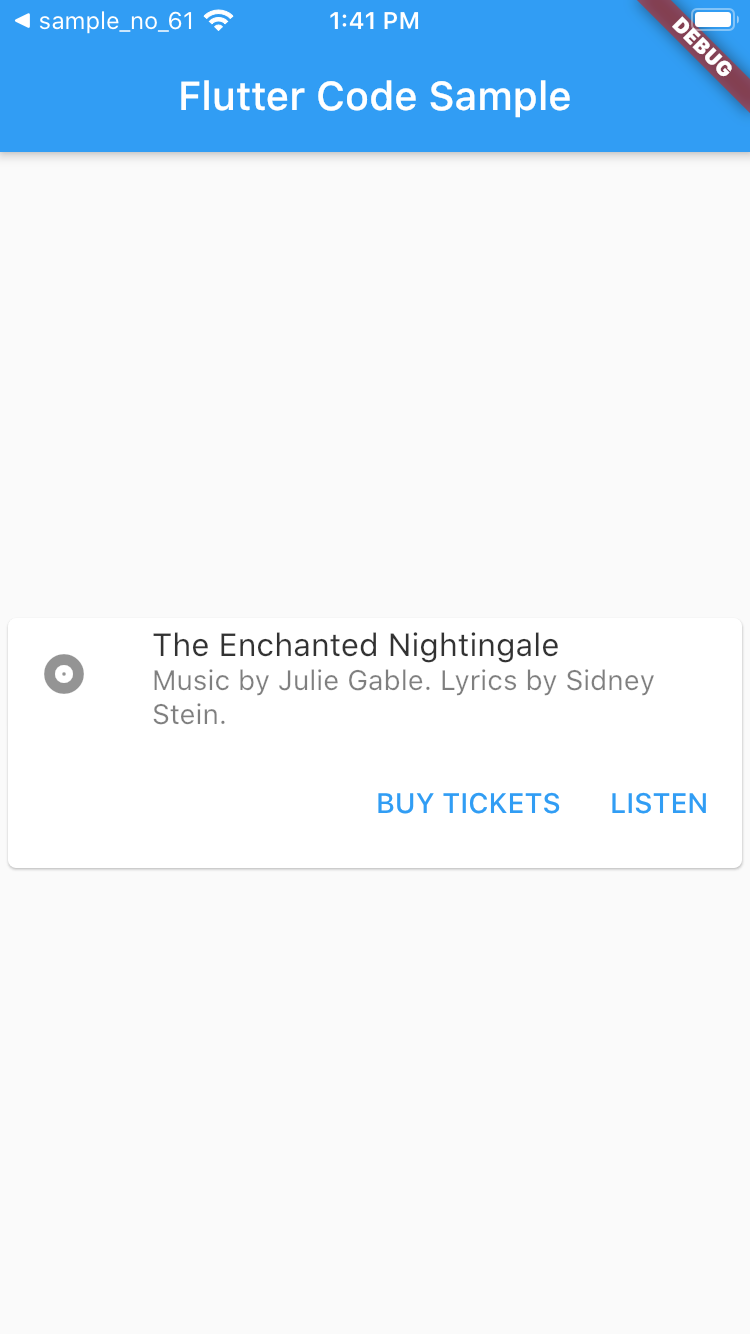 sample_no_61
1:41 PM
DEBUG
Flutter Code Sample
The Enchanted Nightingale
Music by Julie Gable. Lyrics by Sidney
Stein.
BUY TICKETS LISTEN